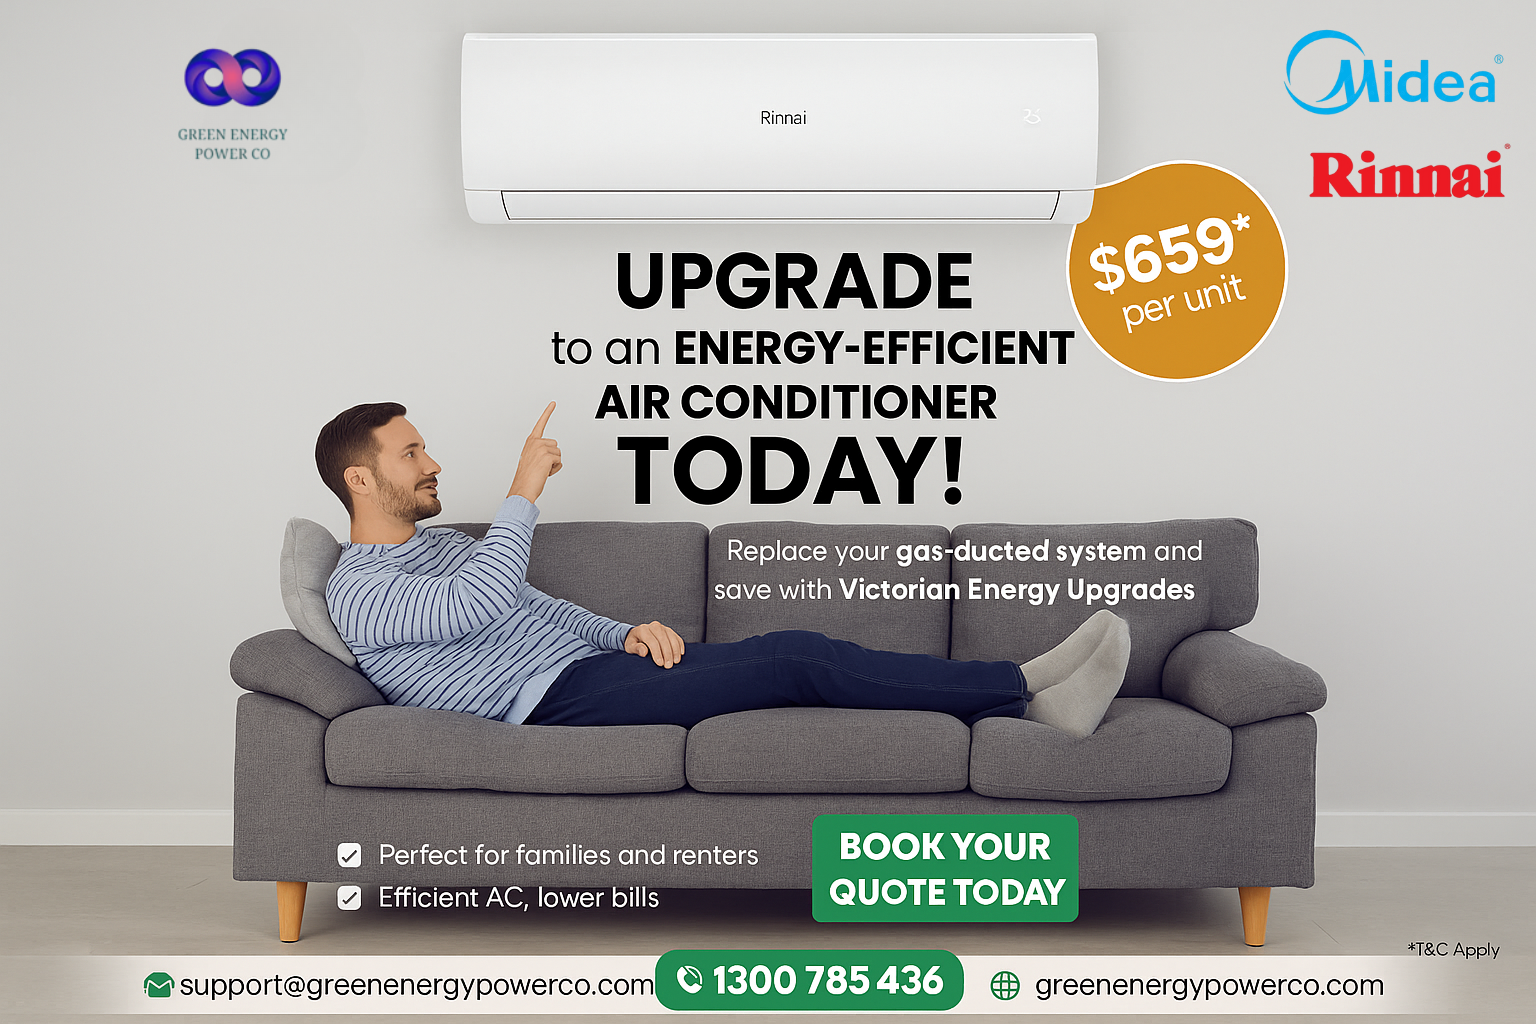 GREEN ENERGY
POWER CO
Rinnai
Midea®
Rinnai®
$659*
per unit
UPGRADE
to an ENERGY-EFFICIENT
AIR CONDITIONER
TODAY!
Replace your gas-ducted system and
save with Victorian Energy Upgrades
Perfect for families and renters
Efficient AC, lower bills
BOOK YOUR
QUOTE TODAY
*T&C Apply
support@greenenergypowerco.com
1300 785 436
greenenergypowerco.com